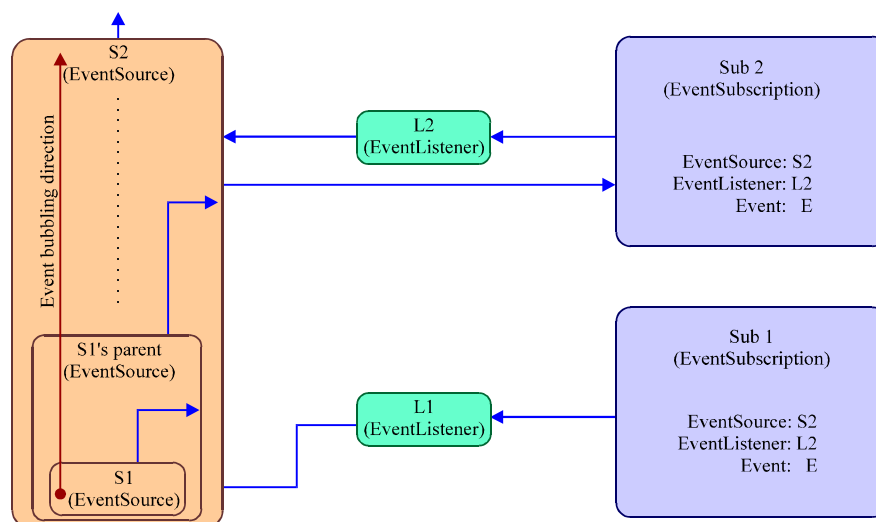 S2
(EventSource)
Event bubbling direction
S1's parent
(EventSource)
S1
(EventSource)
L2
(EventListener)
L1
(EventListener)
Sub 2
(EventSubscription)
EventSource: S2
EventListener: L2
Event: E
Sub 1
(EventSubscription)
EventSource: S2
EventListener: L2
Event: E